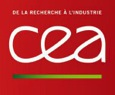 DE LA RECHERCHE À L'INDUSTRIE
cea